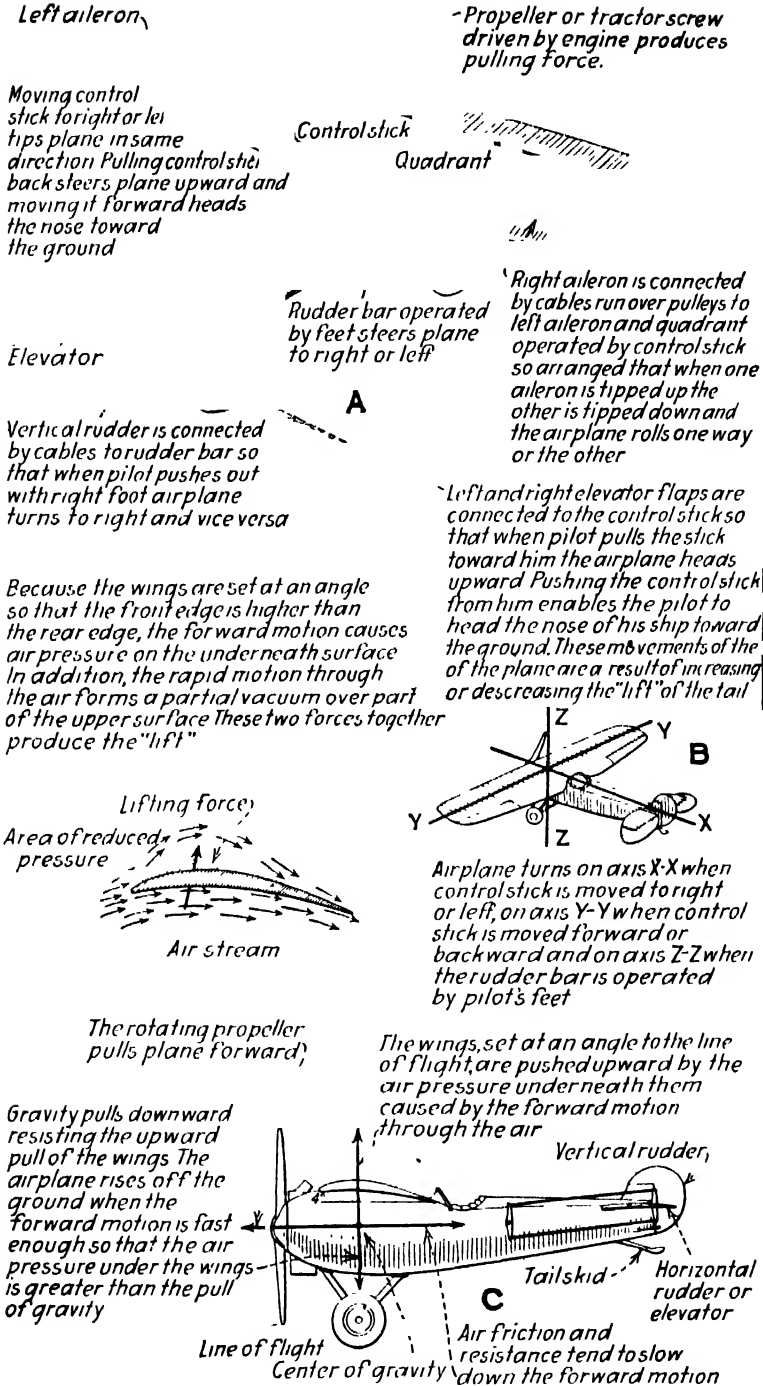 Left aileron
-Propeller or tractor screw
driven by engine produces
pulling force.
Moving control
stick to right or lei
tips plane in same
direction Pulling control sti
back steers plane upward and
moving it forward heads
the nose toward
the ground
Control stick
Quadrant
Right aileron is connected
by cables run over pulleys to
left aileron and quadrant
operated by control stick
so arranged that when one
aileron is tipped up the
other is tipped down and
the airplane rolls one way
or the other
Rudder bar operated
by feet steers plane
to right or left
Elevator
A
Vertical rudder is connected
by cables to rudder bar so
that when pilot pushes out
with right foot airplane
turns to right and vice versa
Left and right elevator flaps are
connected to the control stick so
that when pilot pulls the stick
toward him the airplane heads
upward Pushing the control stick
from him enables the pilot to
head the nose of his ship toward
the ground. These movements of the
of the plane are a result of increasing
or descreasing the "lift" of the tail
Because the wings are set at an angle
so that the front edge is higher than
the rear edge, the forward motion causes
air pressure on the underneath surface
In addition, the rapid motion through
the air forms a partial vacuum over part
of the upper surface These two forces together
produce the "lift"
Z
Y
B
Y
Z
X
Lifting force
Area of reduced
pressure
Air stream
Airplane turns on axis X-X when
control stick is moved to right
or left, on axis Y-Y when control
stick is moved forward or
backward and on axis Z-Z when
the rudder bar is operated
by pilot's feet
The rotating propeller
pulls plane forward
The wings, set at an angle to the line
of flight, are pushed upward by the
air pressure underneath them
caused by the forward motion
through the air
Gravity pulls downward
resisting the upward
pull of the wings The
airplane rises off the
ground when the
forward motion is fast
enough so that the air
pressure under the wings
is greater than the pull
of gravity
Vertical rudder
4°
Tailskid
C
Horizontal
rudder or
elevator
Line of flight
Center of gravity
Air friction and
resistance tend to slow
down the forward motion